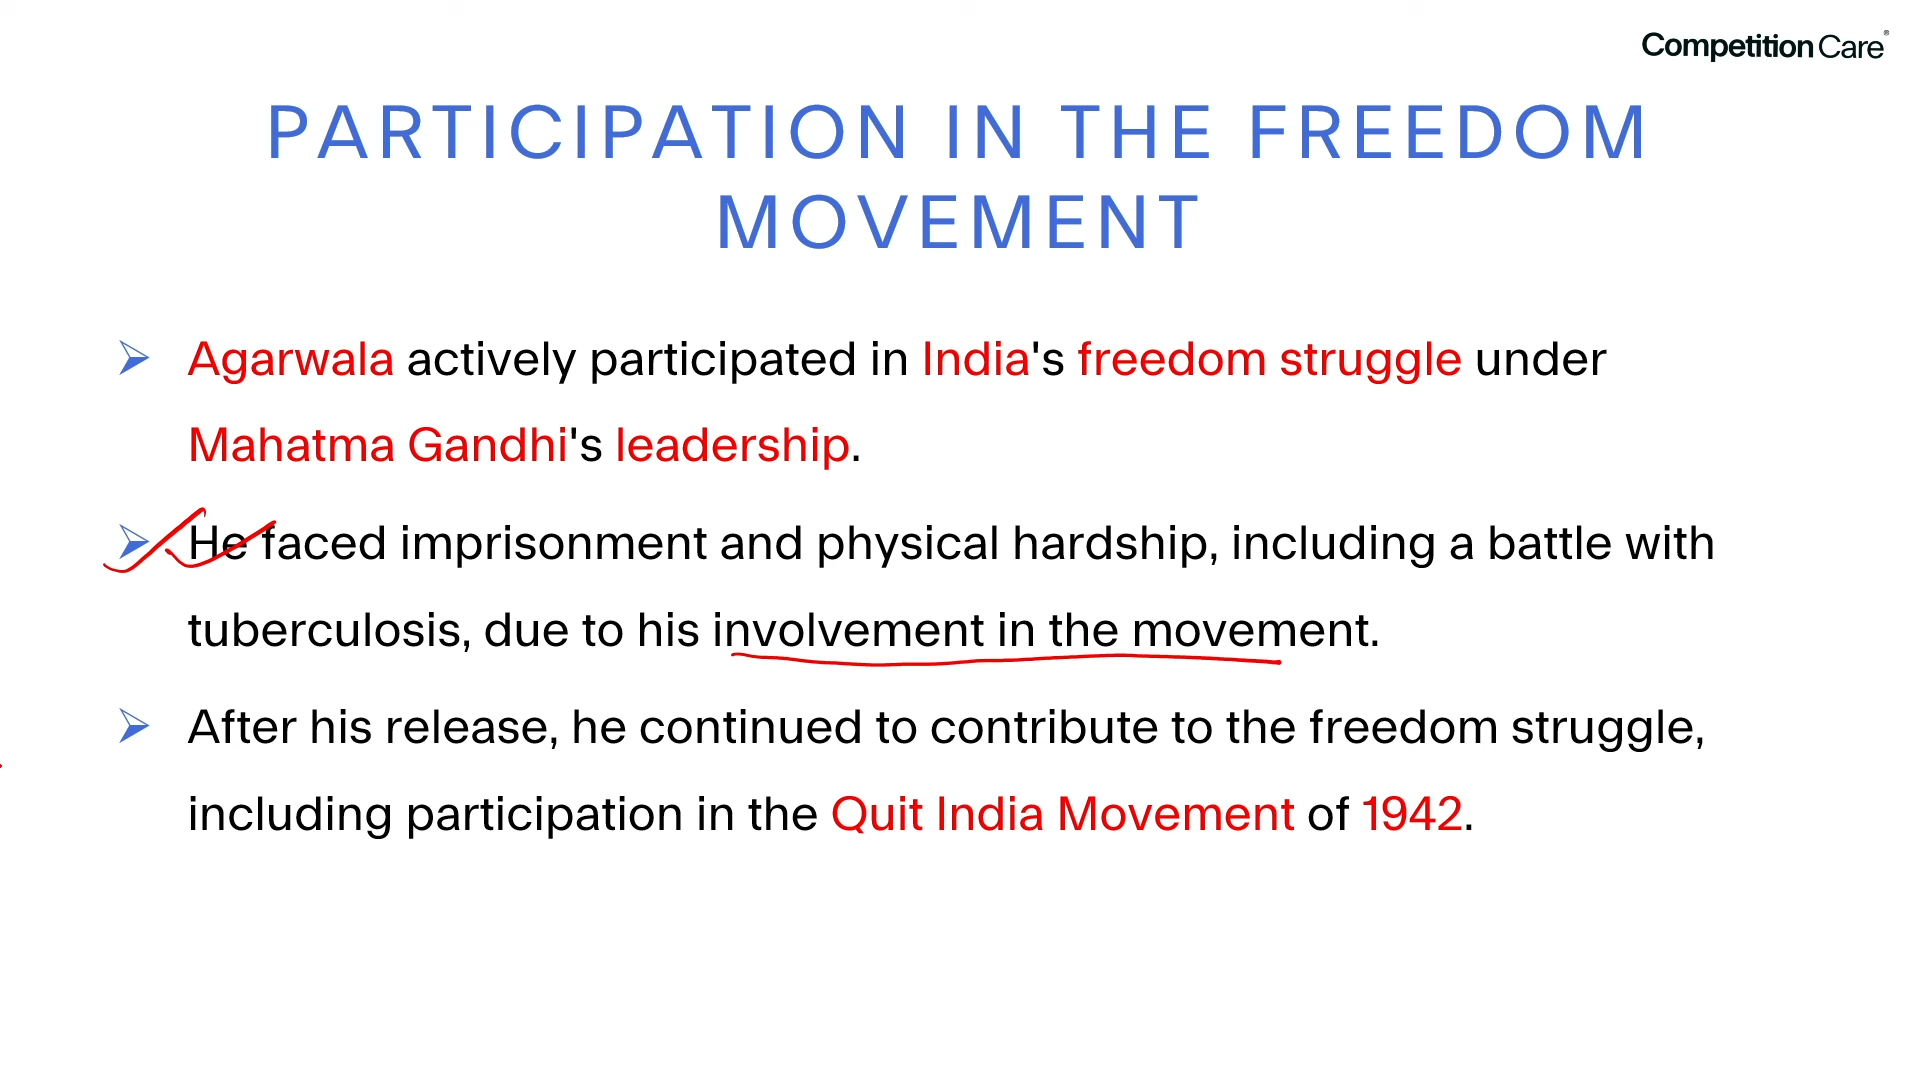 Competition Care®
PARTICIPATION IN THE FREEDOM
MOVEMENT
Agarwala actively participated in India's freedom struggle under
Mahatma Gandhi's leadership.
He faced imprisonment and physical hardship, including a battle with
tuberculosis, due to his involvement in the movement.
After his release, he continued to contribute to the freedom struggle,
including participation in the Quit India Movement of 1942.